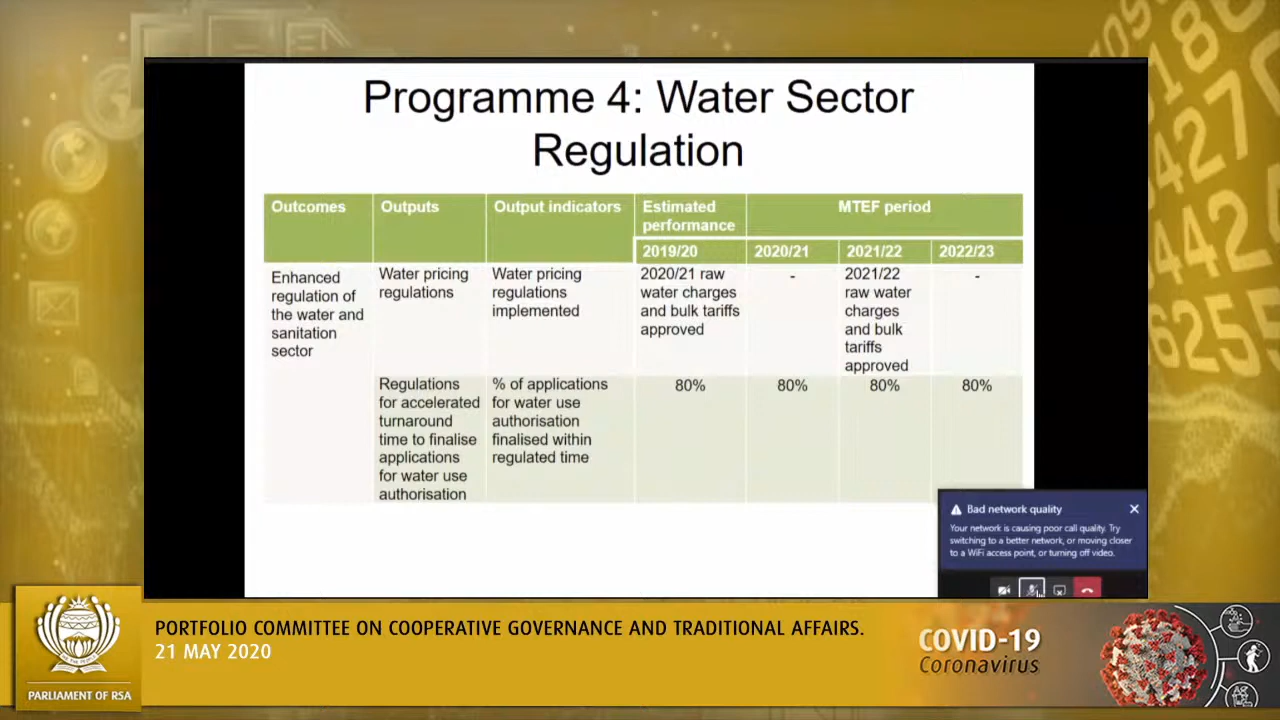 Programme 4: Water Sector
Regulation
Outcomes
Outputs
Output indicators
Estimated
performance
MTEF period
2019/20
2020/21
2021/22
2022/23
Enhanced
regulation of
the water and
sanitation
sector
Water pricing
regulations
Water pricing
regulations
implemented
2020/21 raw
water charges
and bulk tariffs
approved
-
2021/22
raw water
charges
and bulk
tariffs
approved
-
Regulations
for accelerated
turnaround
time to finalise
applications
for water use
authorisation
% of applications
for water use
authorisation
finalised within
regulated time
80%
80%
80%
80%
Bad network quality
Your network is causing poor call quality. Try
switching to a better network, or moving closer
to a WiFi access point, or turning off video.
PORTFOLIO COMMITTEE ON COOPERATIVE GOVERNANCE AND TRADITIONAL AFFAIRS.
21 MAY 2020
PARLIAMENT OF RSA
COVID-19
Coronavirus